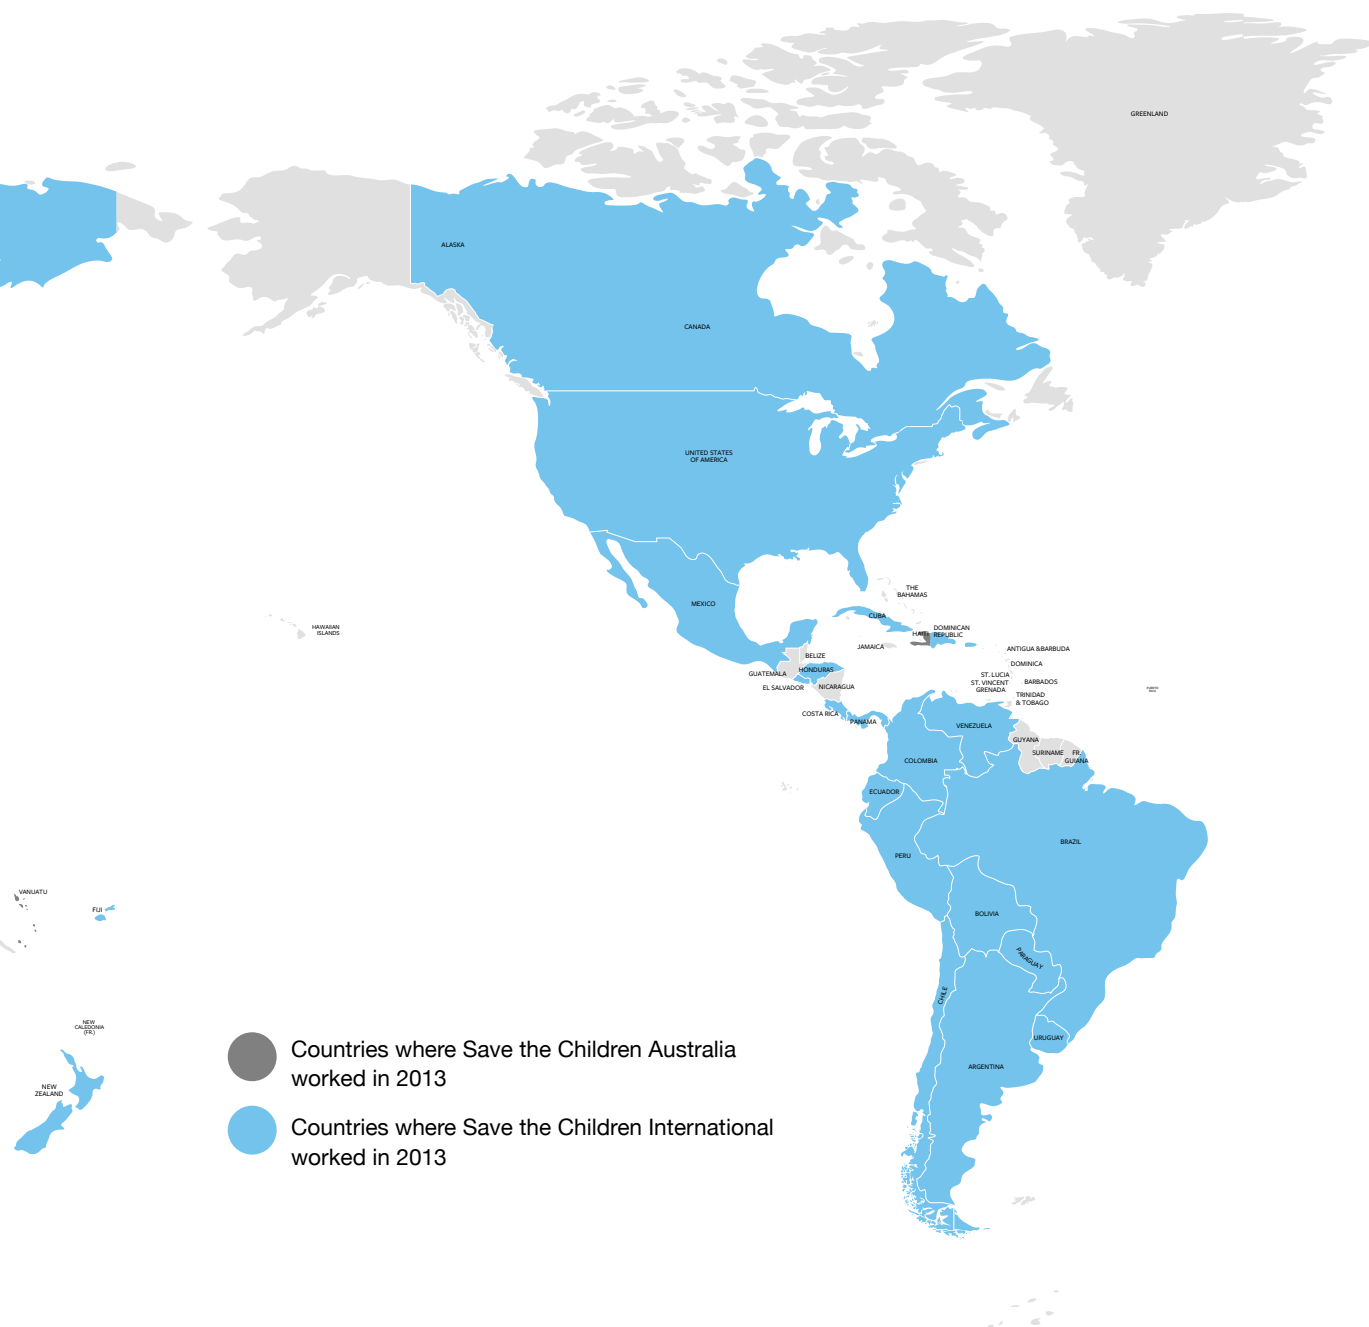 GREENLAND
ALASKA
CANADA
UNITED STATES
OF AMERICA
MEXICO
HAWAIIAN
ISLANDS
THE
BAHAMAS
CUBA
HAITI
DOMINICAN
REPUBLIC
JAMAICA
BELIZE
GUATEMALA
HONDURAS
EL SALVADOR
NICARAGUA
COSTA RICA
PANAMA
ANTIGUA &BARBUDA
DOMINICA
ST. LUCIA
ST. VINCENT
GRENADA
BARBADOS
TRINIDAD
& TOBAGO
PUERTO
RICO
VENEZUELA
GUYANA
SURINAME
FR.
GUIANA
COLOMBIA
ECUADOR
BRAZIL
PERU
BOLIVIA
PARAGUAY
CHILE
URUGUAY
ARGENTINA
VANUATU
FIJI
NEW
CALEDONIA
(FR.)
NEW
ZEALAND
Countries where Save the Children Australia
worked in 2013
Countries where Save the Children International
worked in 2013